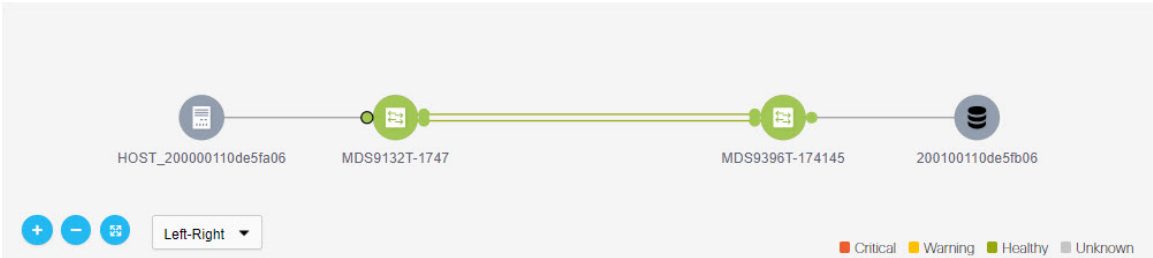 HOST_200000110de5fa06 MDS9132T-1747 MDS9396T-174145 200100110de5fb06
Left-Right
Critical Warning Healthy Unknown